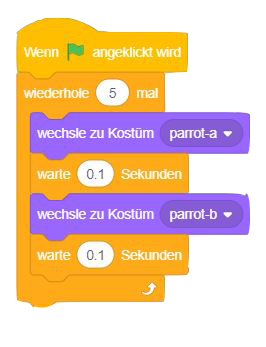 Wenn angeklickt wird
wiederhole 5 mal
wechsle zu Kostüm parrot-a
warte 0.1 Sekunden
wechsle zu Kostüm parrot-b
warte 0.1 Sekunden